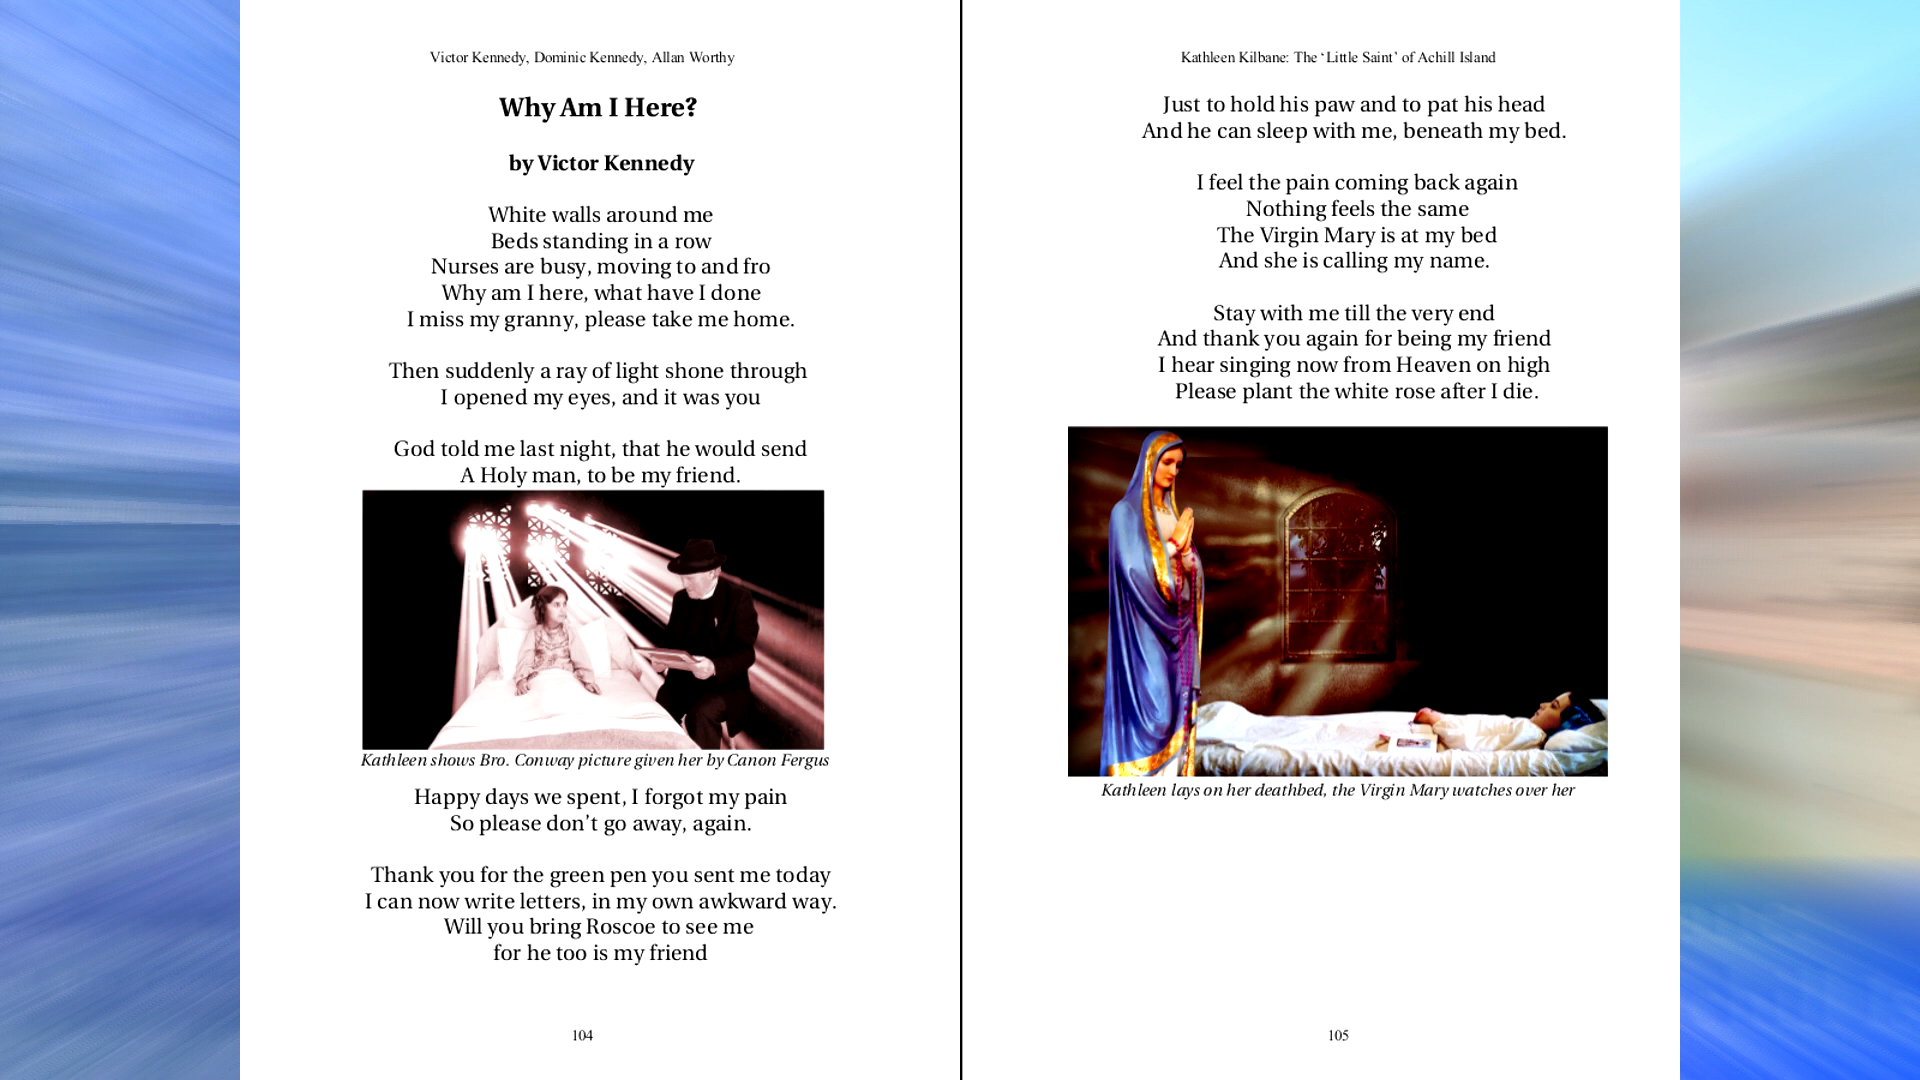 Victor Kennedy, Dominic Kennedy, Allan Worthy
Why Am I Here?
by Victor Kennedy
White walls around me
Beds standing in a row
Nurses are busy, moving to and fro
Why am I here, what have I done
I miss my granny, please take me home.
Then suddenly a ray of light shone through
I opened my eyes, and it was you
God told me last night, that he would send
A Holy man, to be my friend.
Kathleen shows Bro. Conway picture given her by Canon Fergus
Happy days we spent, I forgot my pain
So please don't go away, again.
Thank you for the green pen you sent me today
I can now write letters, in my own awkward way.
Will you bring Roscoe to see me
for he too is my friend
104
Kathleen Kilbane: The ‘Little Saint’ of Achill Island
Just to hold his paw and to pat his head
And he can sleep with me, beneath my bed.
I feel the pain coming back again
Nothing feels the same
The Virgin Mary is at my bed
And she is calling my name.
Stay with me till the very end
And thank you again for being my friend
I hear singing now from Heaven on high
Please plant the white rose after I die.
Kathleen lays on her deathbed, the Virgin Mary watches over her
105